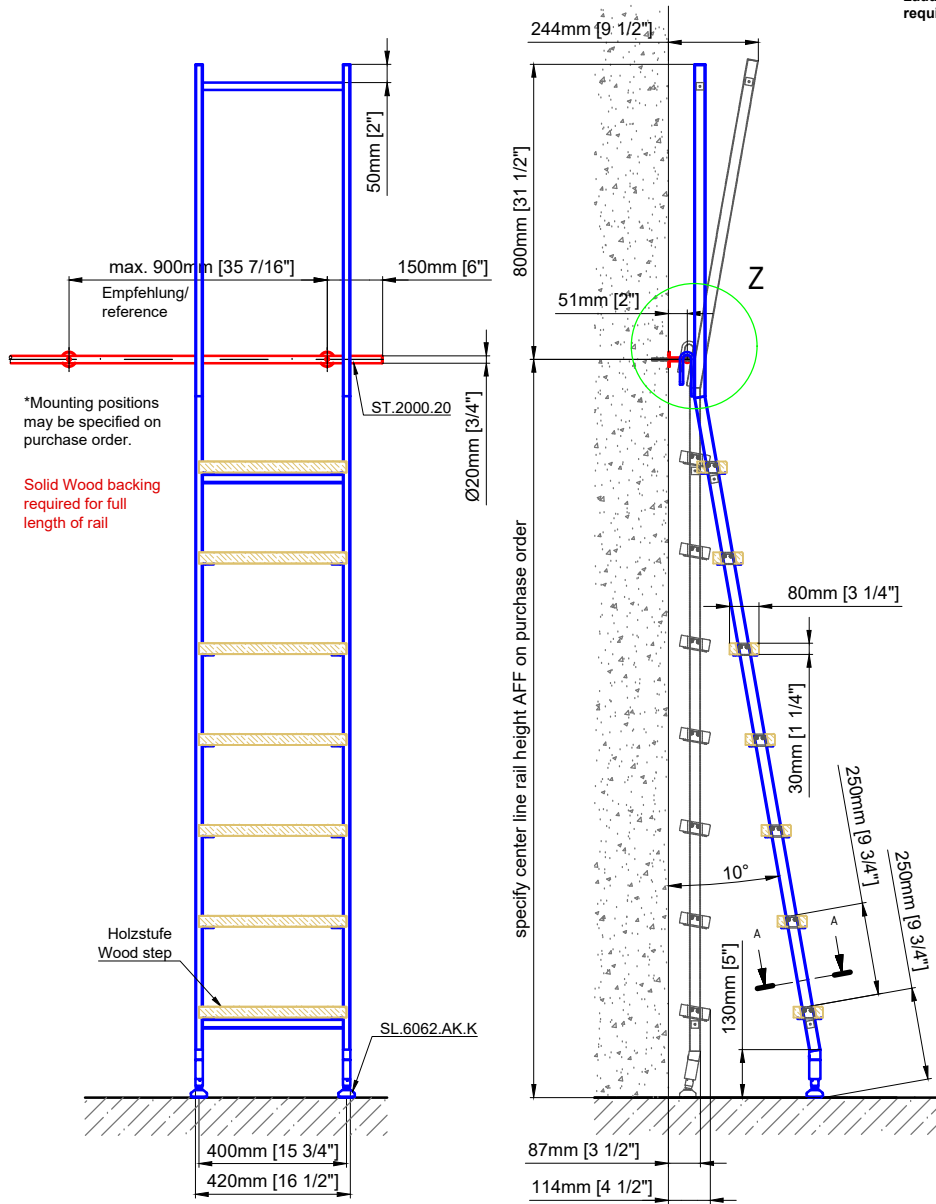 requi
244mm [9 1/2"]
50mm [2"]
800mm [31 1/2"]
max. 900mm [35 7/16"]
150mm [6"]
Empfehlung/
reference
51mm [2"]
Z
ST.2000.20
Ø20mm [3/4"]
*Mounting positions
may be specified on
purchase order.
Solid Wood backing
required for full
length of rail
specify center line rail height AFF on purchase order
80mm [3 1/4"]
30mm [1 1/4"]
250mm
[9 3/4"]
250mm
[9 3/4"]
10°
A
A
130mm [5"]
Holzstufe
Wood step
SL.6062.AK.K
400mm [15 3/4"]
420mm [16 1/2"]
87mm [3 1/2"]
114mm [4 1/2"]